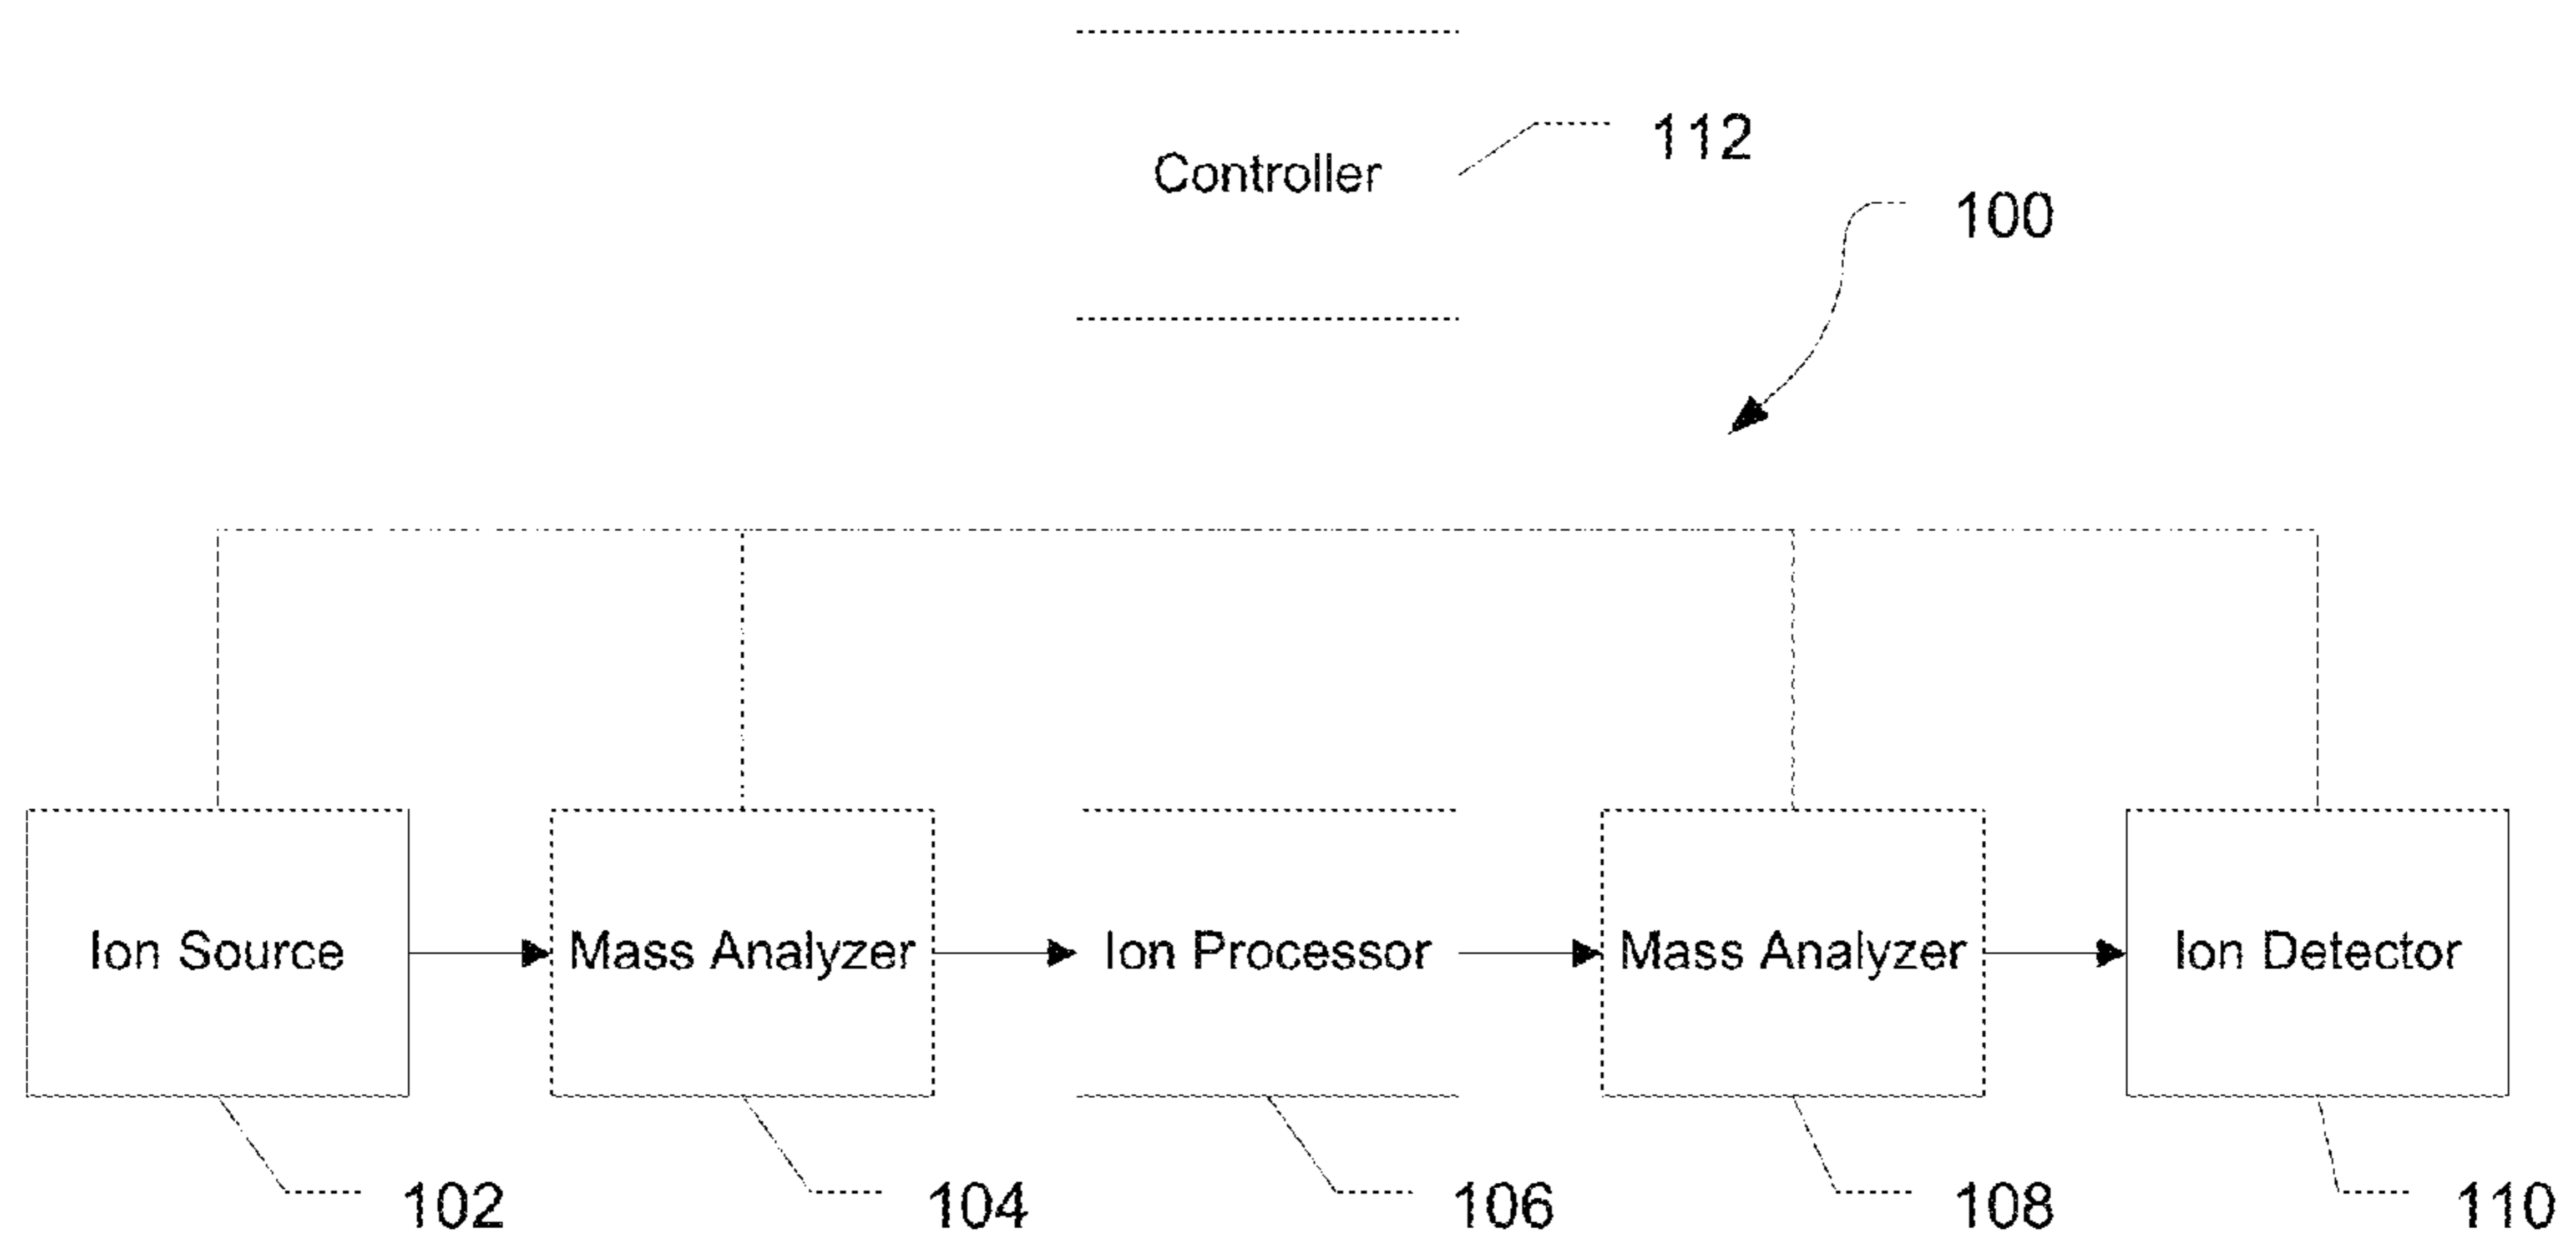 112
Controller
100
Ion Source
Mass Analyzer
Ion Processor
Mass Analyzer
Ion Detector
102
104
106
108
110